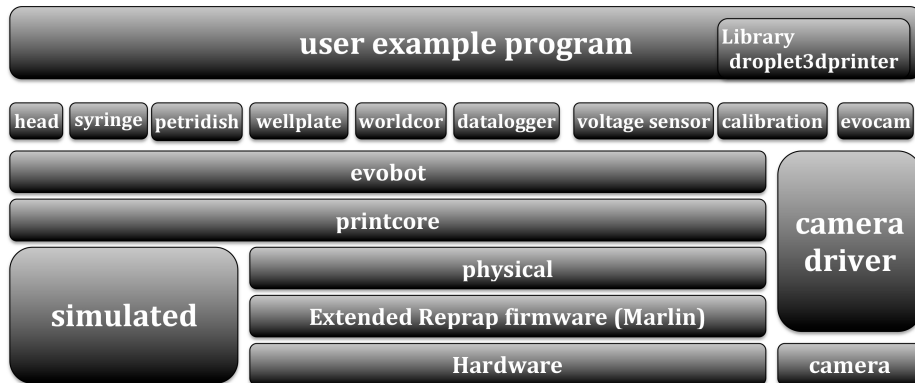 user example program
Library
droplet3dprinter
head
syringe
petridish
wellplate
worldcor
datalogger
voltage sensor
calibration
evocam
evobot
printcore
camera
driver
simulated
physical
Extended Reprap firmware (Marlin)
Hardware
camera